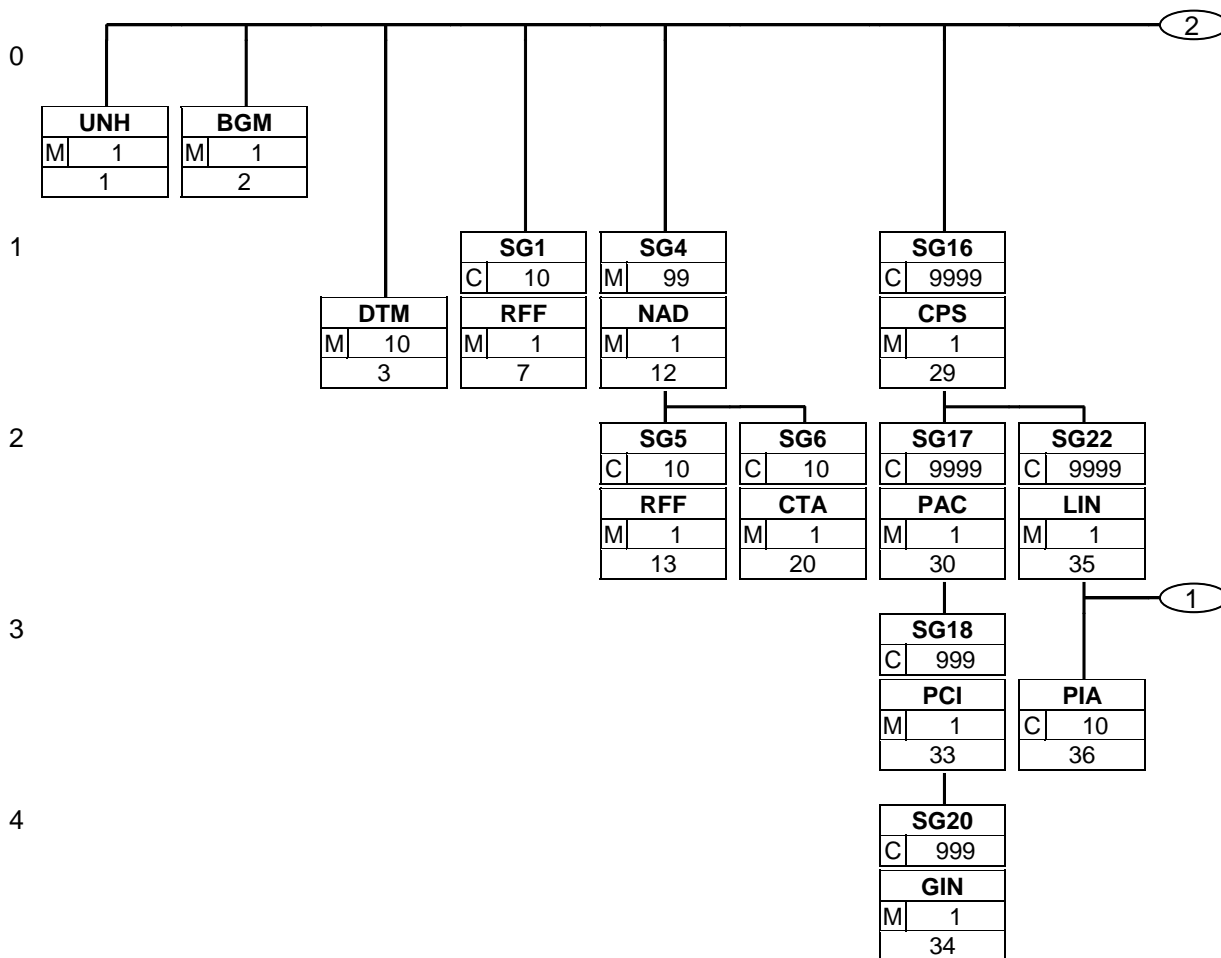 2
0
UNH BGM
M 1 M 1
1 2
1
SG1 SG4 SG16
C 10 M 99 C 9999
DTM RFF NAD CPS
M 10 M 1 M 1 M 1
3 7 12 29
2
SG5 SG6 SG17 SG22
C 10 C 10 C 9999 C 9999
RFF CTA PAC LIN
M 1 M 1 M 1 M 1
13 20 30 35
1
3
SG18
C 999
PCI PIA
M 1 C 10
33 36
4
SG20
C 999
GIN
M 1
34